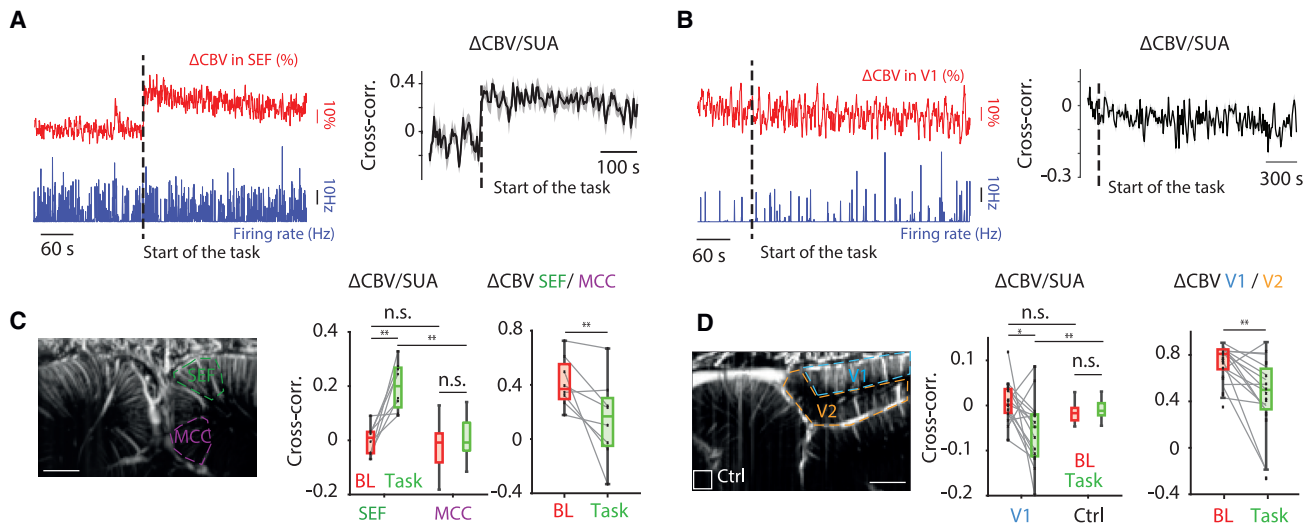 A
ΔCBV in SEF (%)
10%
10Hz
Firing rate (Hz)
60 s
Start of the task
ΔCBV/SUA
Cross-corr.
0.4
0
100 s
Start of the task
B
ΔCBV in V1 (%)
10%
10Hz
Firing rate (Hz)
60 s
Start of the task
ΔCBV/SUA
Cross-corr.
0
−0.3
300 s
Start of the task
C
SEF
MCC
ΔCBV/SUA
Cross-corr.
0.4
0.2
0
−0.2
n.s.
**
**
n.s.
BL Task
SEF MCC
ΔCBV SEF/ MCC
0.8
0.4
0
−0.4
**
BL Task
D
V1
V2
Ctrl
ΔCBV/SUA
Cross-corr.
0.1
0
−0.1
−0.2
n.s.
*
**
n.s.
BL
Task
V1 Ctrl
ΔCBV V1 / V2
0.8
0.4
0
−0.4
**
BL Task